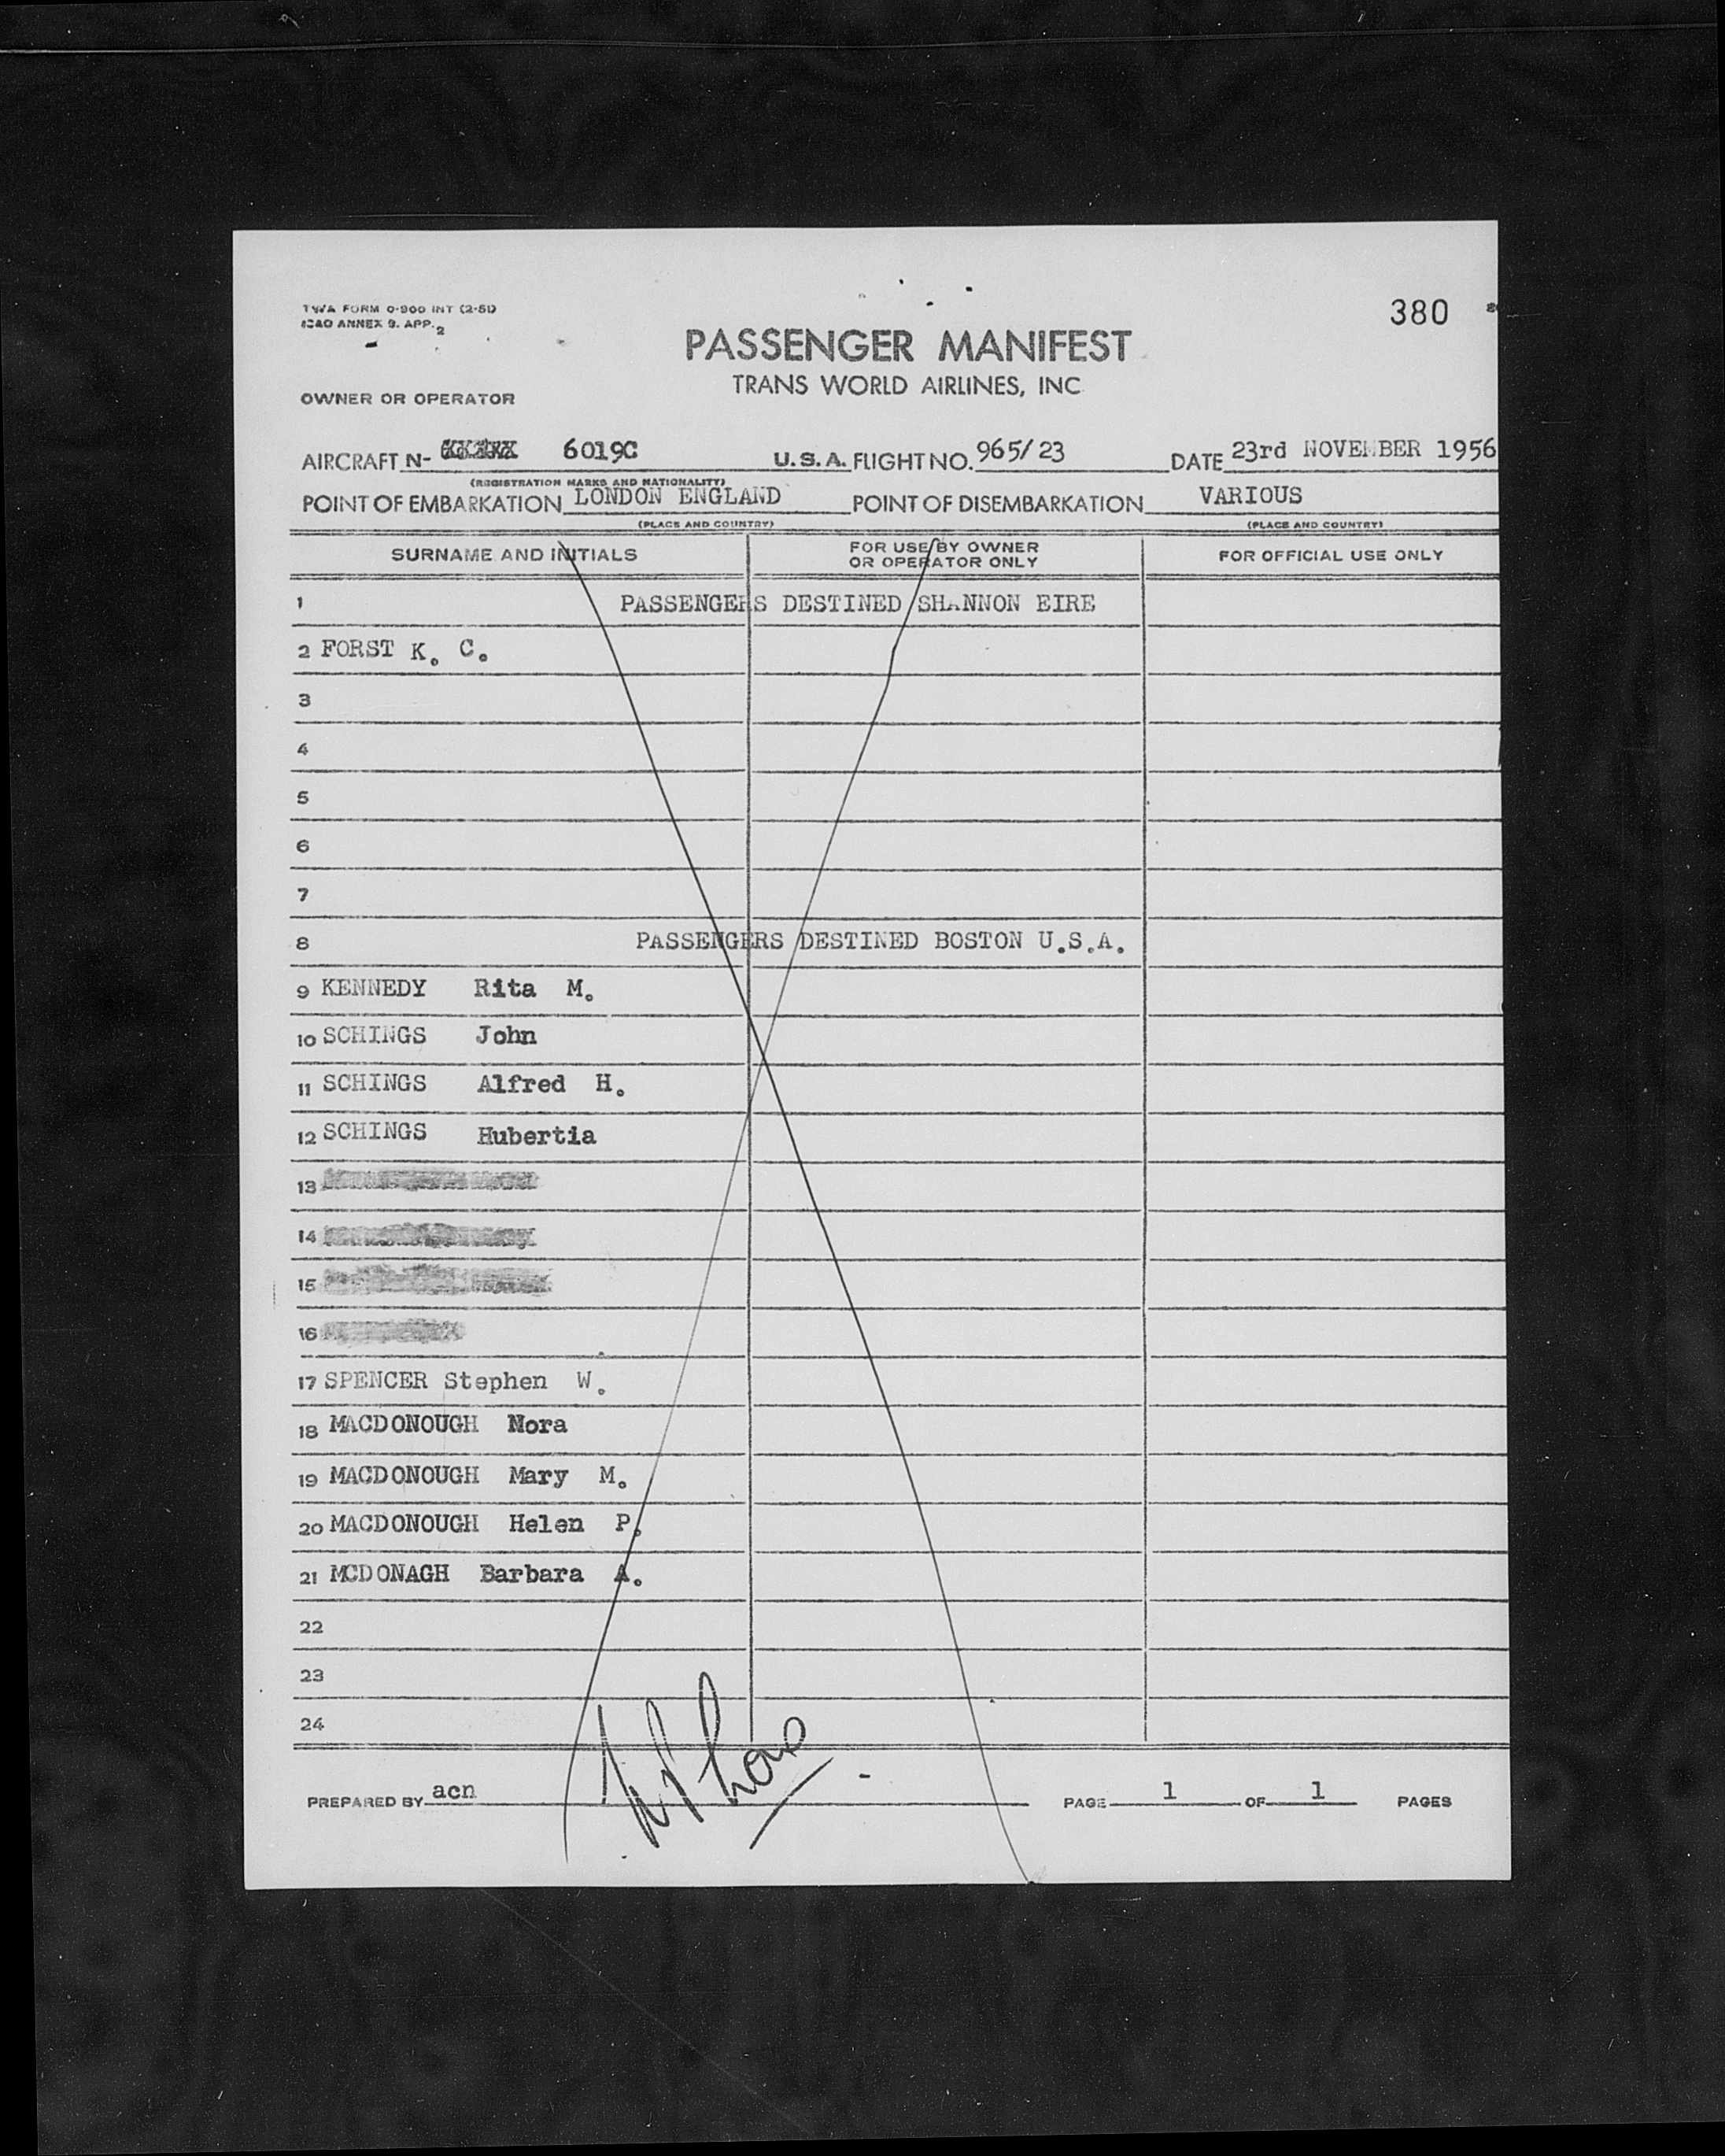 TWA FORM O-900 INT (2-51)
ICAO ANNEX 9. APP. 2
380
PASSENGER MANIFEST
TRANS WORLD AIRLINES, INC
OWNER OR OPERATOR
AIRCRAFT N- 6019C U.S.A. FLIGHT NO. 965/23 DATE 23rd NOVEMBER 1956
(REGISTRATION MARKS AND NATIONALITY)
POINT OF EMBARKATION LONDON ENGLAND POINT OF DISEMBARKATION VARIOUS
(PLACE AND COUNTRY) (PLACE AND COUNTRY)
SURNAME AND INITIALS FOR USE BY OWNER OR OPERATOR ONLY FOR OFFICIAL USE ONLY
1 PASSENGERS DESTINED SHANNON EIRE
2 FORST K. C.
3
4
5
6
7
8 PASSENGERS DESTINED BOSTON U.S.A.
9 KENNEDY Rita M.
10 SCHINGS John
11 SCHINGS Alfred H.
12 SCHINGS Hubertia
13
14
15
16
17 SPENCER Stephen W.
18 MACDONOUGH Nora
19 MACDONOUGH Mary M.
20 MACDONOUGH Helen P.
21 MCDONAGH Barbara A.
22
23
24
PREPARED BY acn PAGE 1 OF 1 PAGES